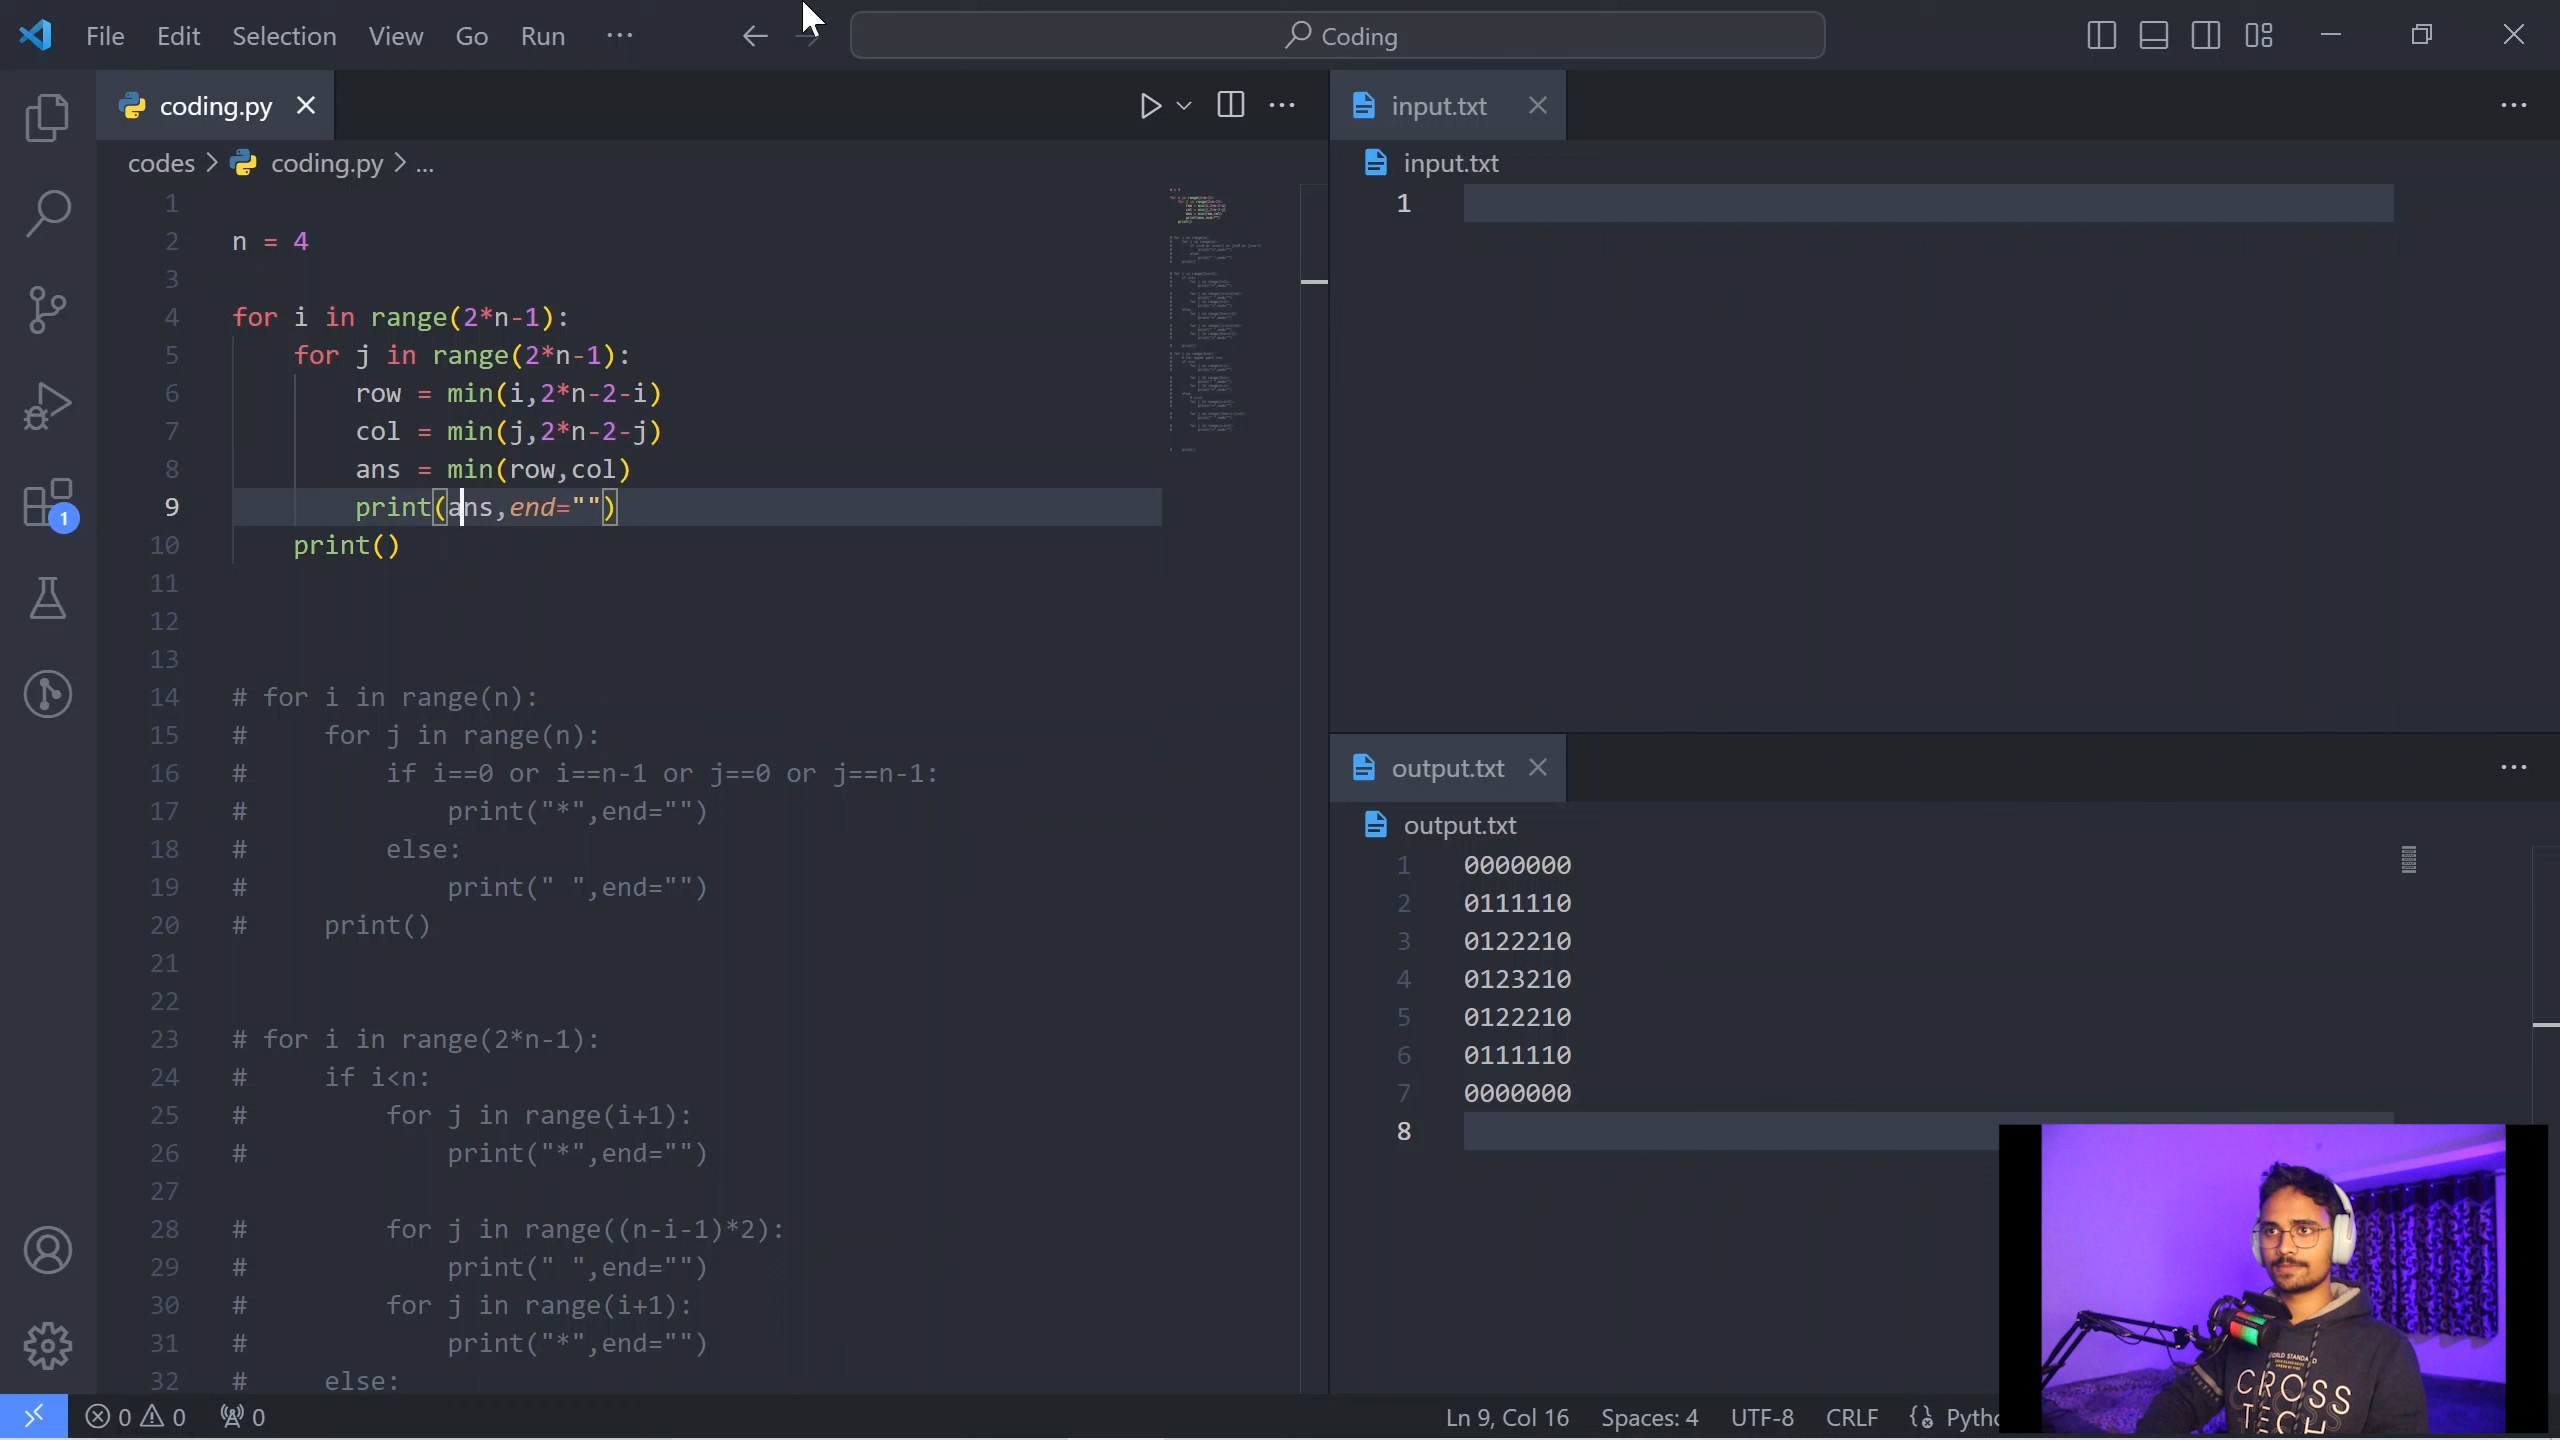 File Edit Selection View Go Run ···
Coding
coding.py
codes > coding.py > ...
1
2 n = 4
3
4 for i in range(2*n-1):
5     for j in range(2*n-1):
6         row = min(i,2*n-2-i)
7         col = min(j,2*n-2-j)
8         ans = min(row,col)
9         print(ans,end="")
10     print()
11
12
13
14 # for i in range(n):
15 #     for j in range(n):
16 #         if i==0 or i==n-1 or j==0 or j==n-1:
17 #             print("*",end="")
18 #         else:
19 #             print(" ",end="")
20 #     print()
21
22
23 # for i in range(2*n-1):
24 #     if i<n:
25 #         for j in range(i+1):
26 #             print("*",end="")
27
28 #         for j in range((n-i-1)*2):
29 #             print(" ",end="")
30 #         for j in range(i+1):
31 #             print("*",end="")
32 #     else:
input.txt
input.txt
1
output.txt
output.txt
1 0000000
2 0111110
3 0122210
4 0123210
5 0122210
6 0111110
7 0000000
8
1
CROSS
TECH
0 0 0
Ln 9, Col 16 Spaces: 4 UTF-8 CRLF